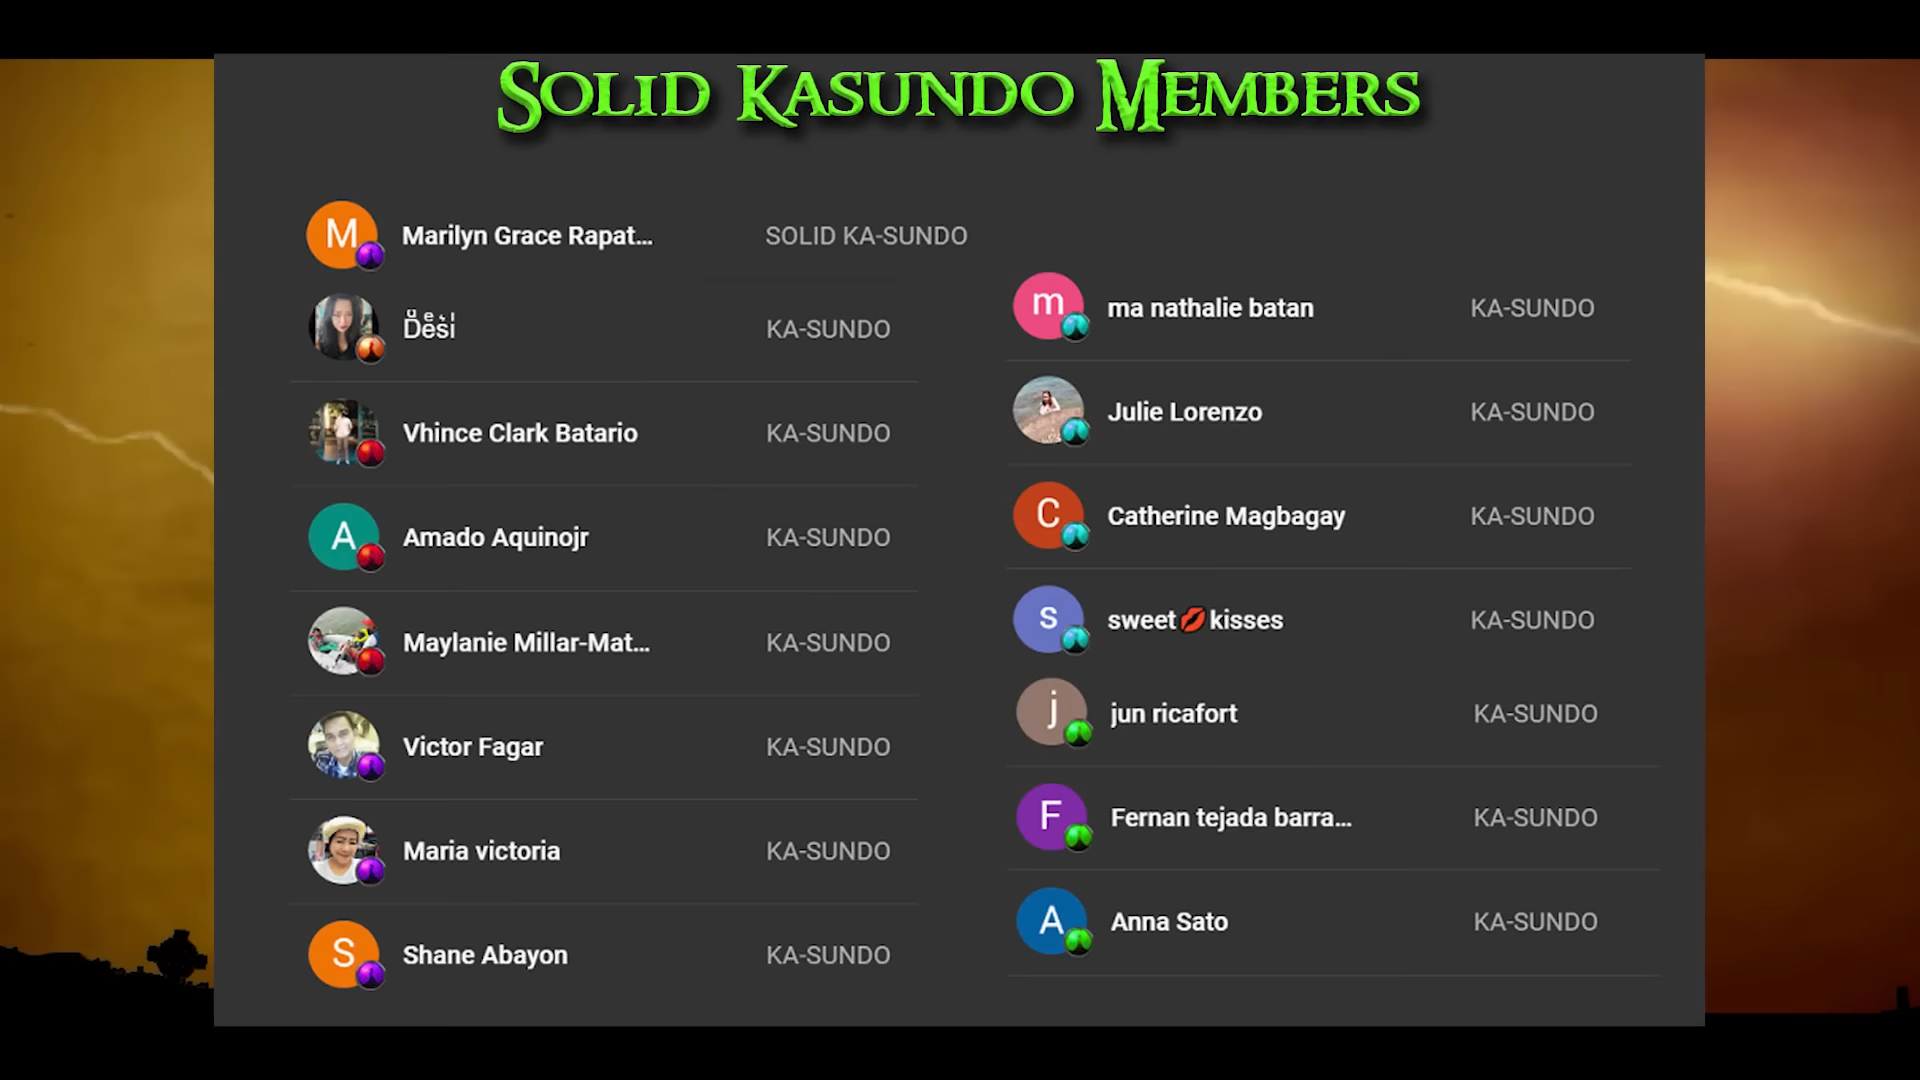 SOLID KASUNDO MEMBERS
M Marilyn Grace Rapat... SOLID KA-SUNDO
KA-SUNDO
Vhince Clark Batario KA-SUNDO
A Amado Aquinojr KA-SUNDO
Maylanie Millar-Mat... KA-SUNDO
Victor Fagar KA-SUNDO
Maria victoria KA-SUNDO
S Shane Abayon KA-SUNDO
m ma nathalie batan KA-SUNDO
Julie Lorenzo KA-SUNDO
C Catherine Magbagay KA-SUNDO
s sweet💋kisses KA-SUNDO
j jun ricafort KA-SUNDO
F Fernan tejada barra... KA-SUNDO
A Anna Sato KA-SUNDO